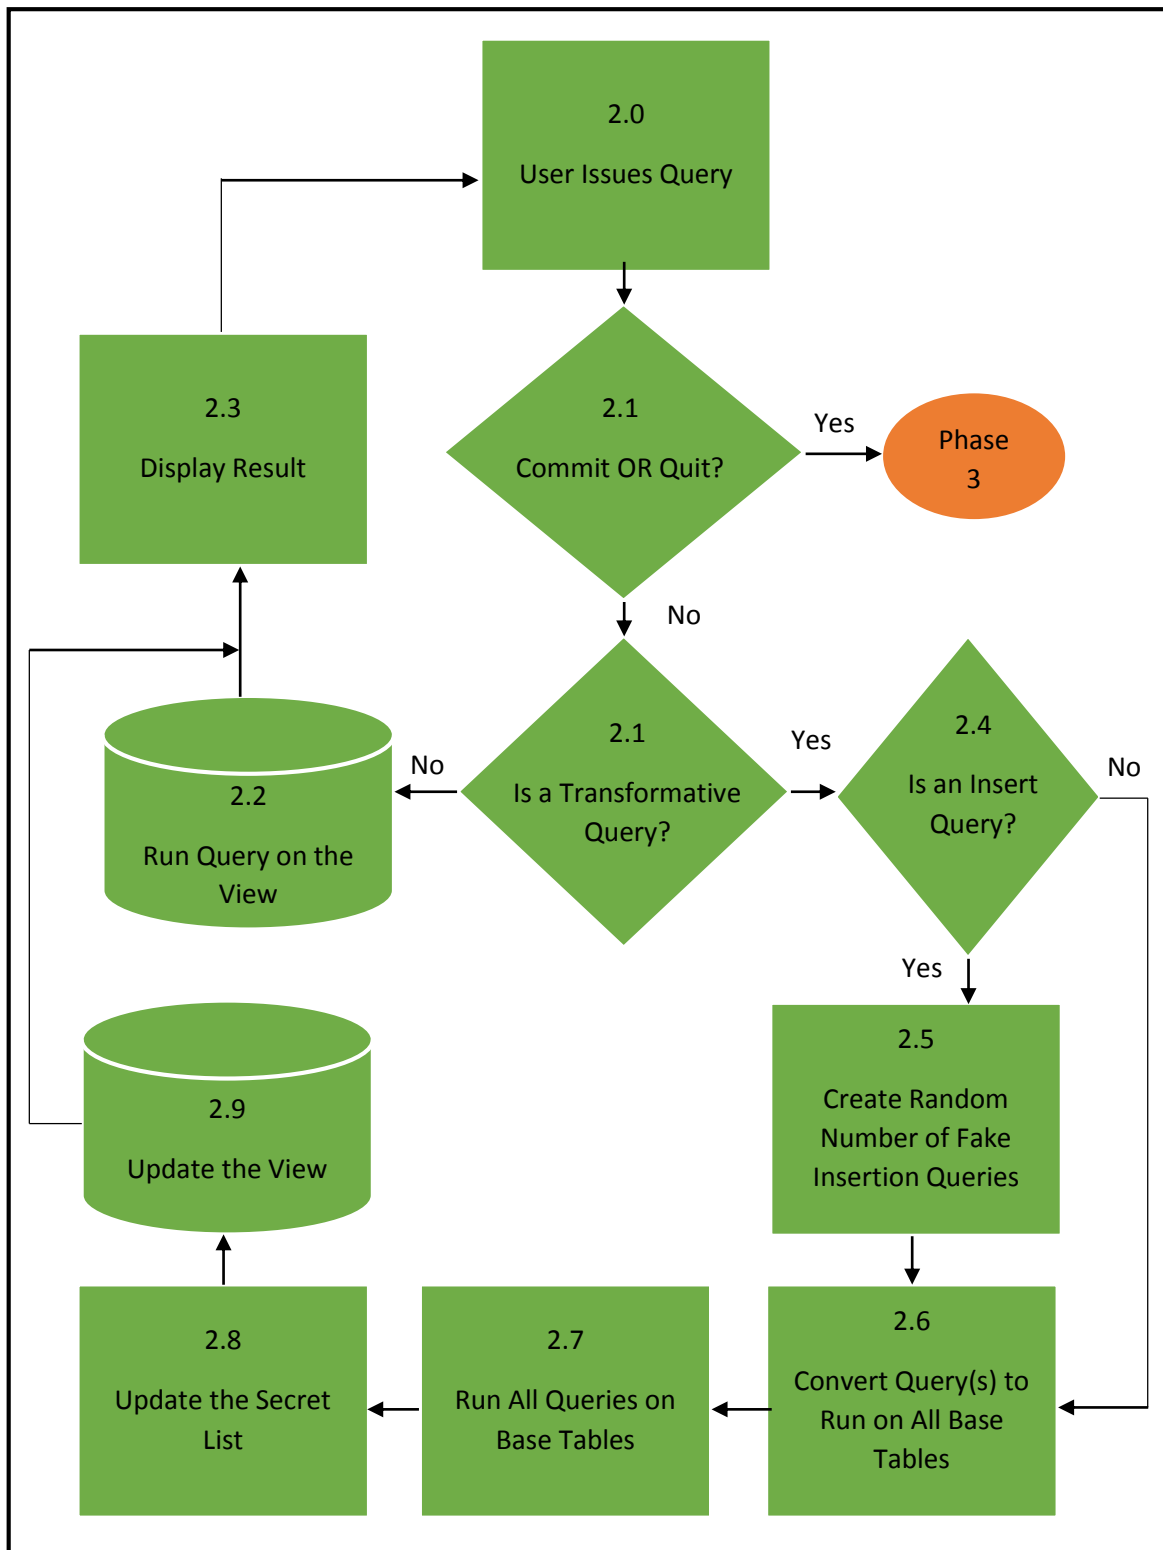 2.0
User Issues Query
2.3
Display Result
2.1
Commit OR Quit?
Yes
Phase
3
No
2.2
Run Query on the
View
No
2.1
Is a Transformative
Query?
Yes
2.4
Is an Insert
Query?
No
Yes
2.5
Create Random
Number of Fake
Insertion Queries
2.9
Update the View
2.8
Update the Secret
List
2.7
Run All Queries on
Base Tables
2.6
Convert Query(s) to
Run on All Base
Tables